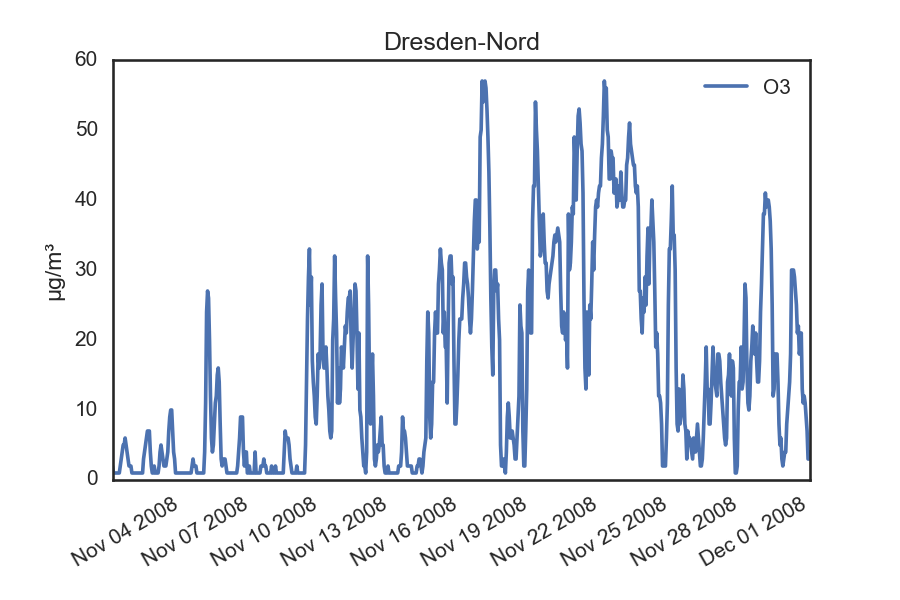 Dresden-Nord
O3
µg/m³
60
50
40
30
20
10
0
Nov 04 2008
Nov 07 2008
Nov 10 2008
Nov 13 2008
Nov 16 2008
Nov 19 2008
Nov 22 2008
Nov 25 2008
Nov 28 2008
Dec 01 2008